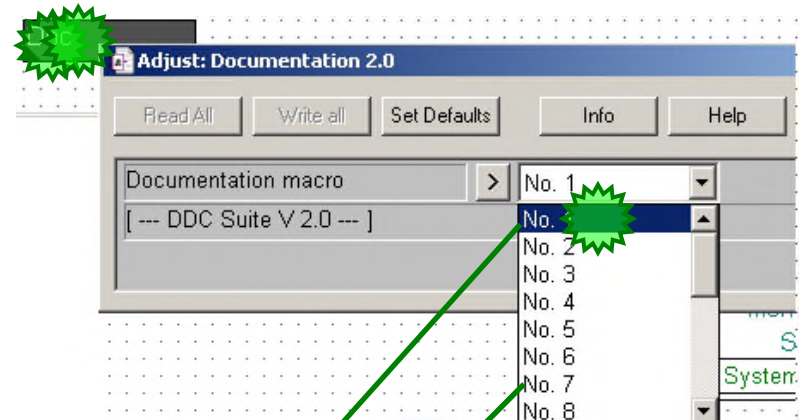 Adjust: Documentation 2.0
Read All Write all Set Defaults Info Help
Documentation macro > No. 1
[ --- DDC Suite V 2.0 --- ]
No.
No. 2
No. 3
No. 4
No. 5
No. 6
No. 7
No. 8
S
System